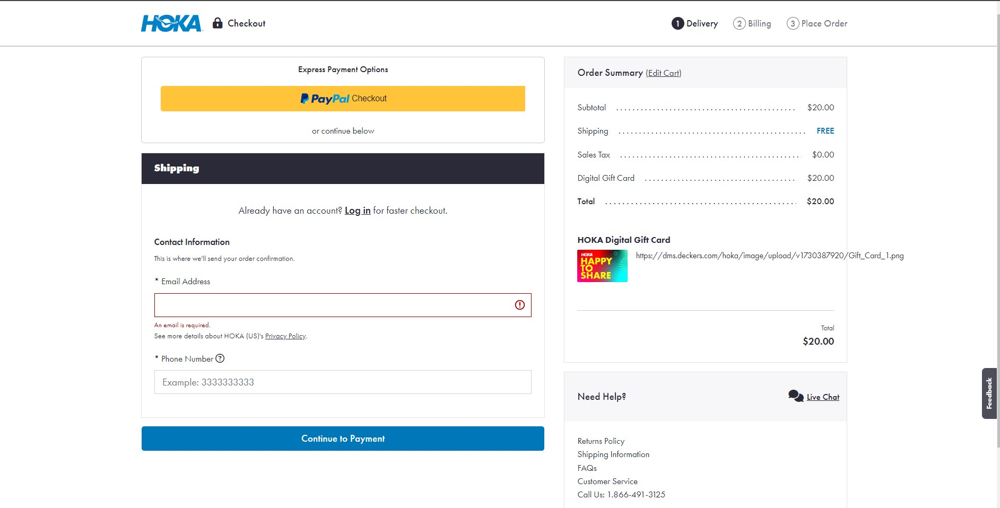 HOKA Checkout
1 Delivery 2 Billing 3 Place Order
Express Payment Options
PayPal Checkout
or continue below
Shipping
Already have an account? Log in for faster checkout.
Contact Information
This is where we'll send your order confirmation.
* Email Address
An email is required.
See more details about HOKA (US)'s Privacy Policy.
* Phone Number ?
Example: 3333333333
Continue to Payment
Order Summary (Edit Cart)
Subtotal $20.00
Shipping FREE
Sales Tax $0.00
Digital Gift Card $20.00
Total $20.00
HOKA Digital Gift Card
HOKA
HAPPY
TO
SHARE
https://dms.deckers.com/hoka/image/upload/v1730387920/Gift_Card_1.png
Total
$20.00
Need Help? Live Chat
Returns Policy
Shipping Information
FAQs
Customer Service
Call Us: 1.866-491-3125
Feedback